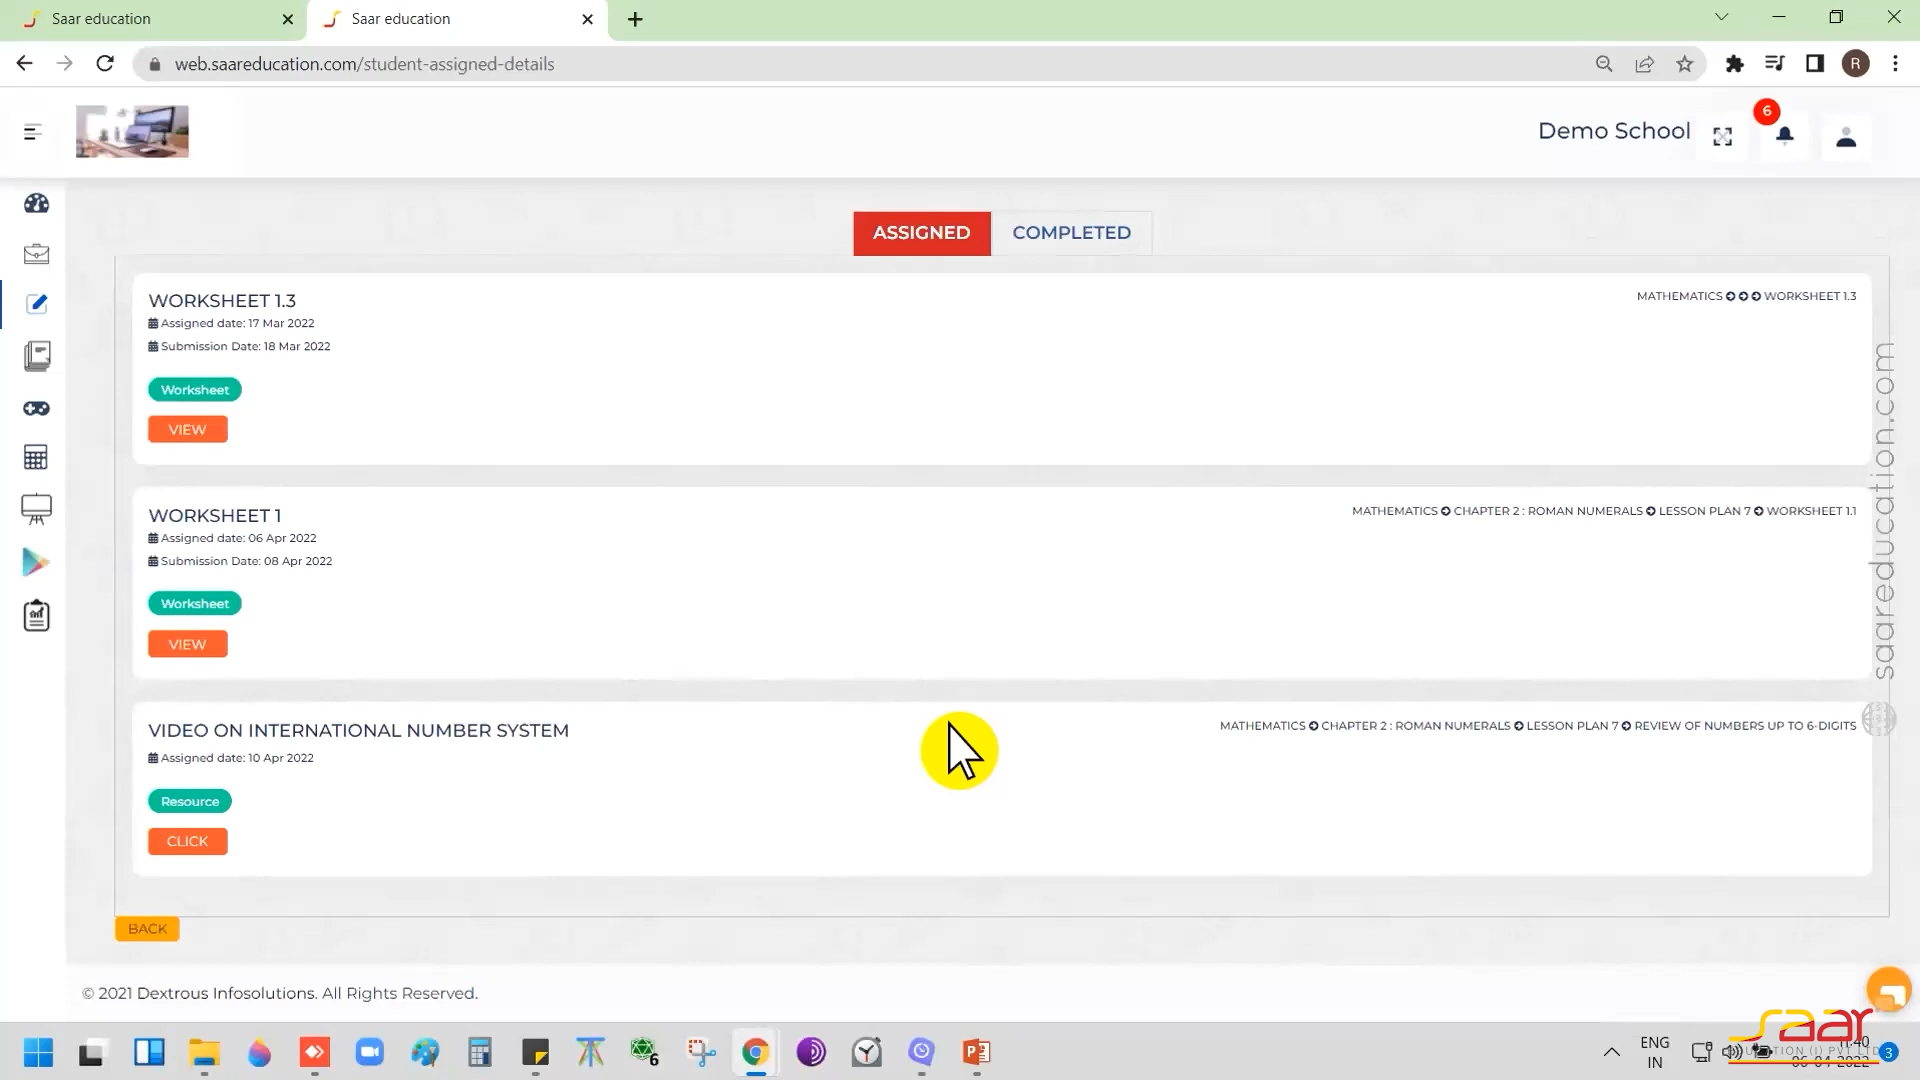 Saar education
Saar education
web.saareducation.com/student-assigned-details
R
Demo School
6
ASSIGNED
COMPLETED
WORKSHEET 1.3
MATHEMATICS WORKSHEET 1.3
Assigned date: 17 Mar 2022
Submission Date: 18 Mar 2022
Worksheet
VIEW
WORKSHEET 1
MATHEMATICS CHAPTER 2 : ROMAN NUMERALS LESSON PLAN 7 WORKSHEET 1.1
Assigned date: 06 Apr 2022
Submission Date: 08 Apr 2022
Worksheet
VIEW
VIDEO ON INTERNATIONAL NUMBER SYSTEM
MATHEMATICS CHAPTER 2 : ROMAN NUMERALS LESSON PLAN 7 REVIEW OF NUMBERS UP TO 6-DIGITS
Assigned date: 10 Apr 2022
Resource
CLICK
BACK
saareducation.com
© 2021 Dextrous Infosolutions. All Rights Reserved.
6
ENG
IN
saar
11:40
3